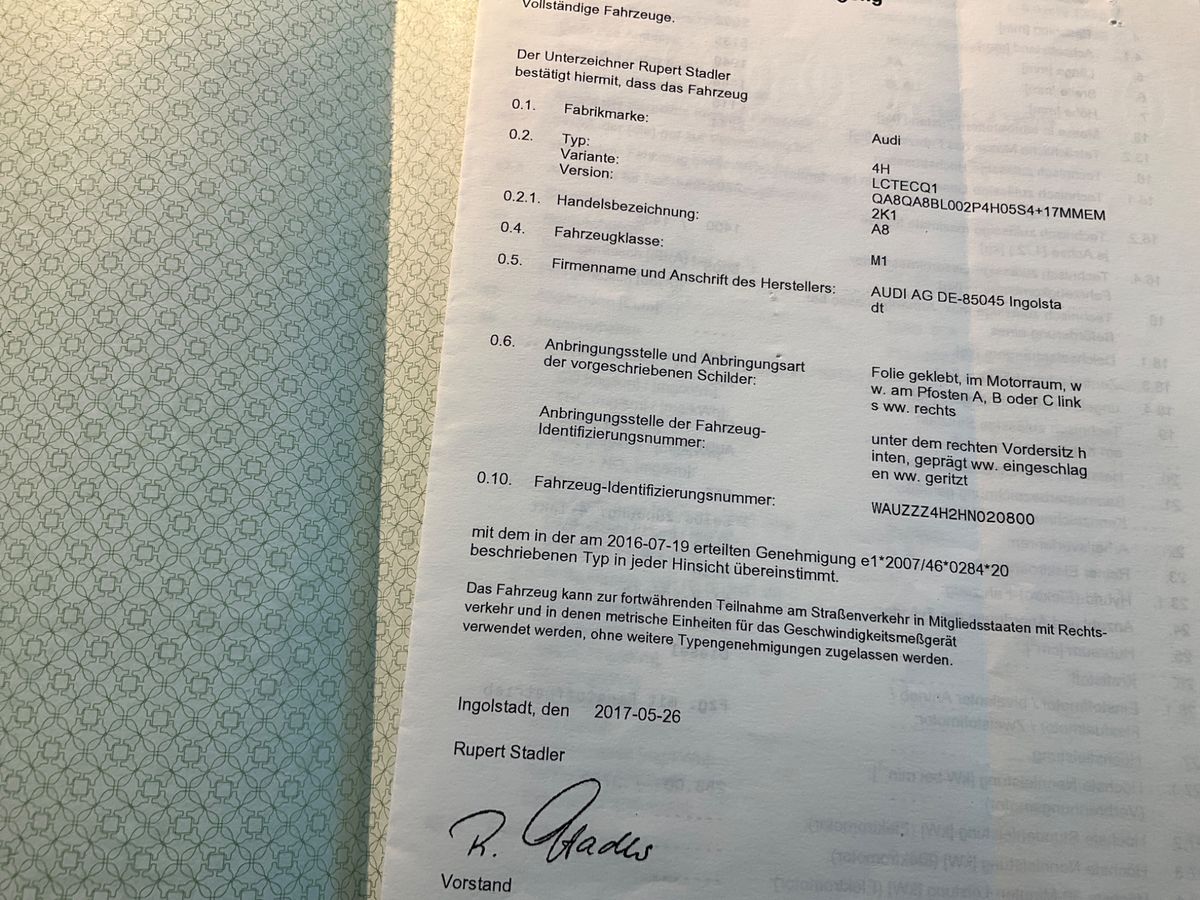 Vollständige Fahrzeuge.
Der Unterzeichner Rupert Stadler
bestätigt hiermit, dass das Fahrzeug
0.1. Fabrikmarke: Audi
0.2. Typ: 4H
Variante: LCTECQ1
Version: QA8QA8BL002P4H05S4+17MMEM
2K1
0.2.1. Handelsbezeichnung: A8
0.4. Fahrzeugklasse: M1
0.5. Firmenname und Anschrift des Herstellers: AUDI AG DE-85045 Ingolsta
dt
0.6. Anbringungsstelle und Anbringungsart
der vorgeschriebenen Schilder:
Folie geklebt, im Motorraum, w
w. am Pfosten A, B oder C link
s ww. rechts
Anbringungsstelle der Fahrzeug-
Identifizierungsnummer:
unter dem rechten Vordersitz h
inten, geprägt ww. eingeschlag
en ww. geritzt
0.10. Fahrzeug-Identifizierungsnummer: WAUZZZ4H2HN020800
mit dem in der am 2016-07-19 erteilten Genehmigung e1*2007/46*0284*20
beschriebenen Typ in jeder Hinsicht übereinstimmt.
Das Fahrzeug kann zur fortwährenden Teilnahme am Straßenverkehr in Mitgliedsstaaten mit Rechts-
verkehr und in denen metrische Einheiten für das Geschwindigkeitsmeßgerät
verwendet werden, ohne weitere Typengenehmigungen zugelassen werden.
Ingolstadt, den 2017-05-26
Rupert Stadler
R. Stadler
Vorstand